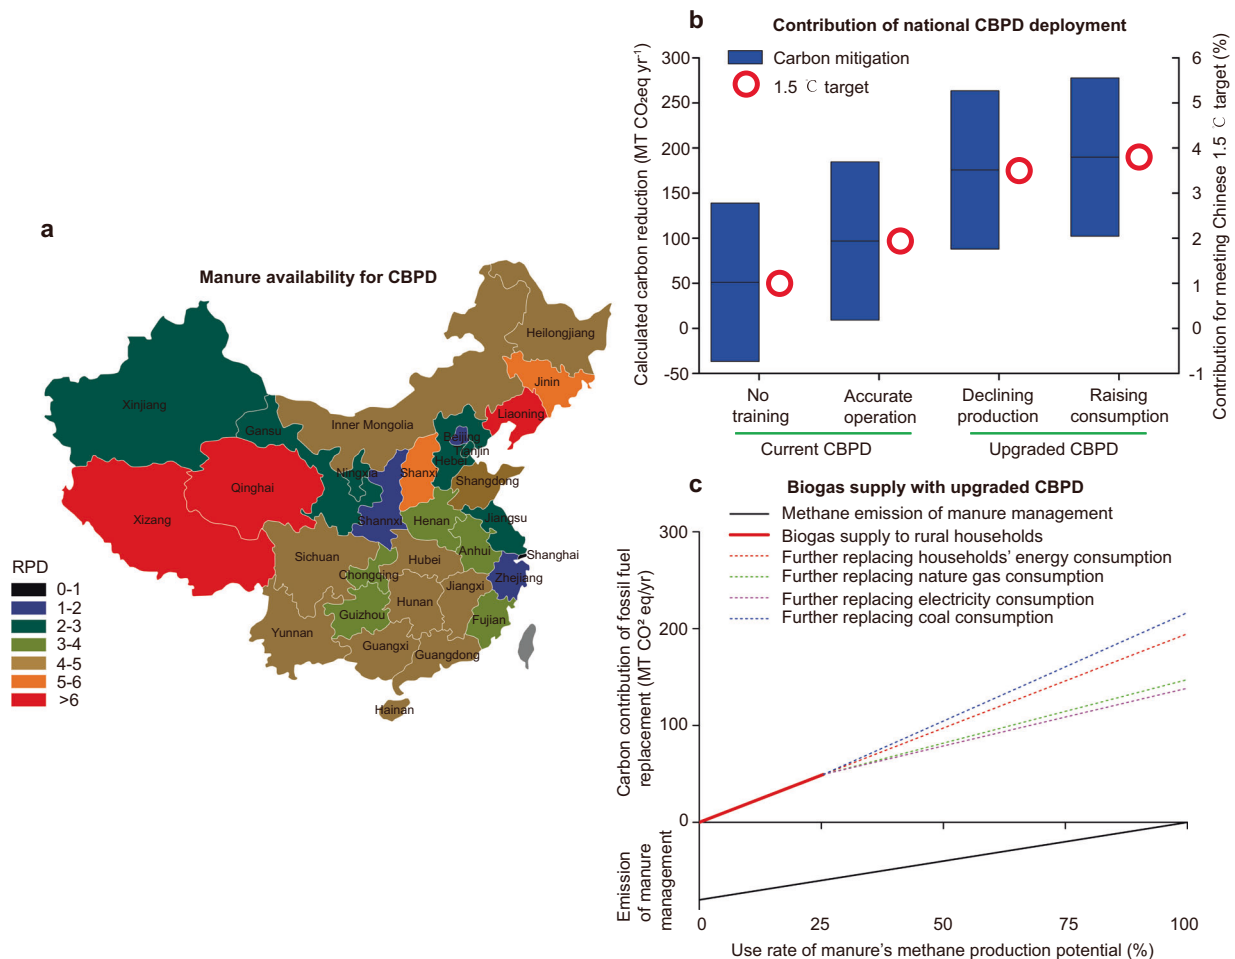 a
Manure availability for CBPD
Heilongjiang
Jinin
Liaoning
Xinjiang
Gansu
Inner Mongolia
Beijing
Tianjin
Hebei
Ningxia
Shanxi
Shangdong
Qinghai
Xizang
Shannxi
Henan
Jiangsu
Anhui
Shanghai
Sichuan
Hubei
Zhejiang
Chongqing
Jiangxi
Hunan
Guizhou
Fujian
Yunnan
Guangxi
Guangdong
Hainan
RPD
0-1
1-2
2-3
3-4
4-5
5-6
>6
b
Contribution of national CBPD deployment
Calculated carbon reduction (MT CO₂eq yr⁻¹)
300
250
200
150
100
50
0
-50
Carbon mitigation
1.5 ℃ target
6
5
4
3
2
1
0
-1
Contribution for meeting Chinese 1.5 ℃ target (%)
No
training
Accurate
operation
Declining
production
Raising
consumption
Current CBPD
Upgraded CBPD
c
Biogas supply with upgraded CBPD
Methane emission of manure management
Biogas supply to rural households
Further replacing households' energy consumption
Further replacing nature gas consumption
Further replacing electricity consumption
Further replacing coal consumption
Carbon contribution of fossil fuel
replacement (MT CO² eq/yr)
300
200
100
0
Emission
of manure
management
0
25
50
75
100
Use rate of manure's methane production potential (%)